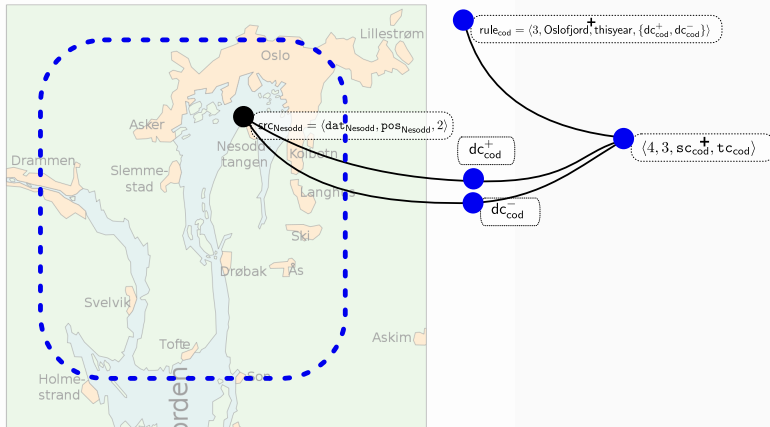 +
rule_cod = ⟨3, Oslofjord, thisyear, {dc⁺_cod, dc⁻_cod}⟩
Lillestrøm
Oslo
Asker
src_Nesodd = ⟨dat_Nesodd, pos_Nesodd, 2⟩
+
⟨4, 3, sc_cod, tc_cod⟩
Nesodd
tangen
Kolbotn
dc⁺_cod
Drammen
Slemme-
stad
Langhus
dc⁻_cod
Ski
Drøbak
Ås
Svelvik
Tofte
Askim
Holme-
strand
Son
orden